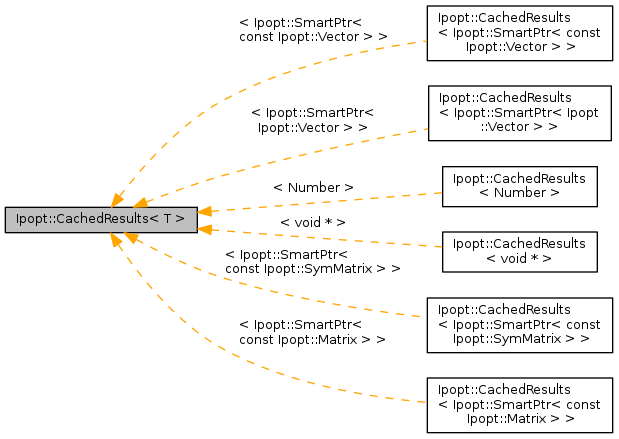 < Ipopt::SmartPtr<
const Ipopt::Vector > >
Ipopt::CachedResults
< Ipopt::SmartPtr< const
Ipopt::Vector > >
< Ipopt::SmartPtr<
Ipopt::Vector > >
Ipopt::CachedResults
< Ipopt::SmartPtr< Ipopt
::Vector > >
< Number >
Ipopt::CachedResults
< Number >
Ipopt::CachedResults< T >
< void * >
Ipopt::CachedResults
< void * >
< Ipopt::SmartPtr<
const Ipopt::SymMatrix > >
Ipopt::CachedResults
< Ipopt::SmartPtr< const
Ipopt::SymMatrix > >
< Ipopt::SmartPtr<
const Ipopt::Matrix > >
Ipopt::CachedResults
< Ipopt::SmartPtr< const
Ipopt::Matrix > >